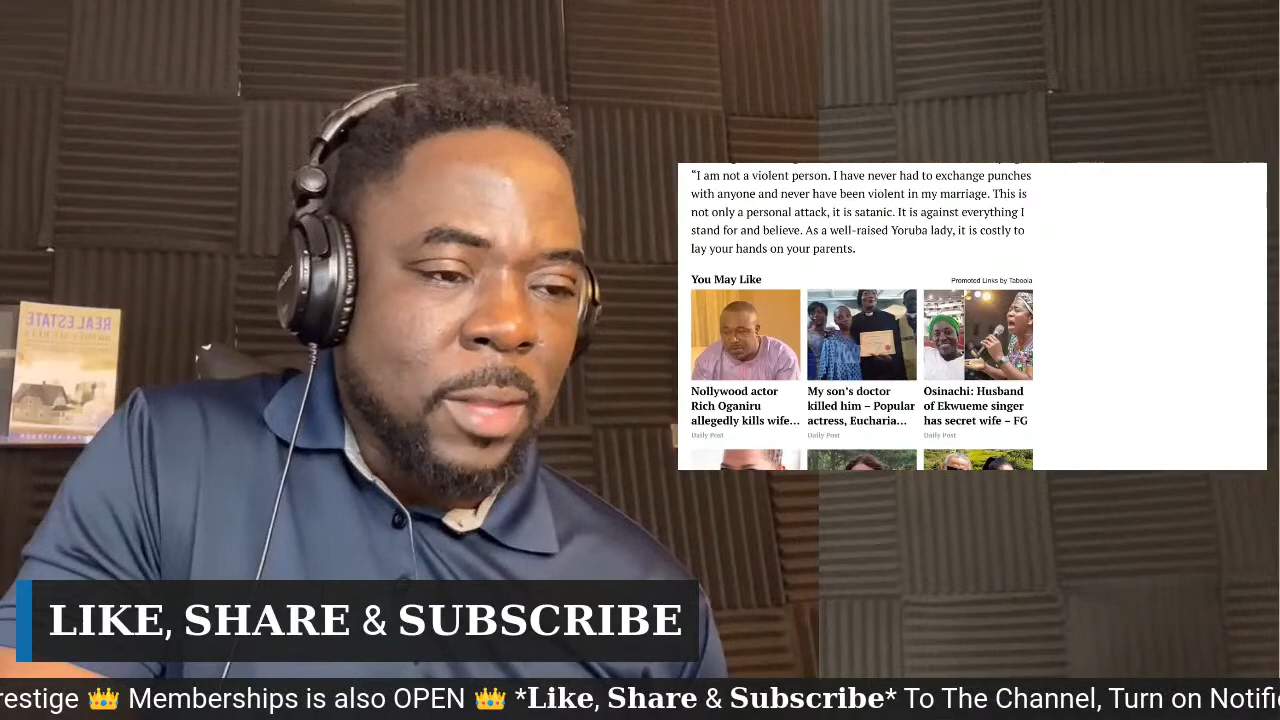 “I am not a violent person. I have never had to exchange punches
with anyone and never have been violent in my marriage. This is
not only a personal attack, it is satanic. It is against everything I
stand for and believe. As a well-raised Yoruba lady, it is costly to
lay your hands on your parents.
You May Like
Promoted Links by Taboola
Nollywood actor
Rich Oganiru
allegedly kills wife...
Daily Post
My son’s doctor
killed him – Popular
actress, Eucharia...
Daily Post
Osinachi: Husband
of Ekwueme singer
has secret wife – FG
Daily Post
REAL ESTATE
LIKE, SHARE & SUBSCRIBE
restige 👑 Memberships is also OPEN 👑 *Like, Share & Subscribe* To The Channel, Turn on Notifi